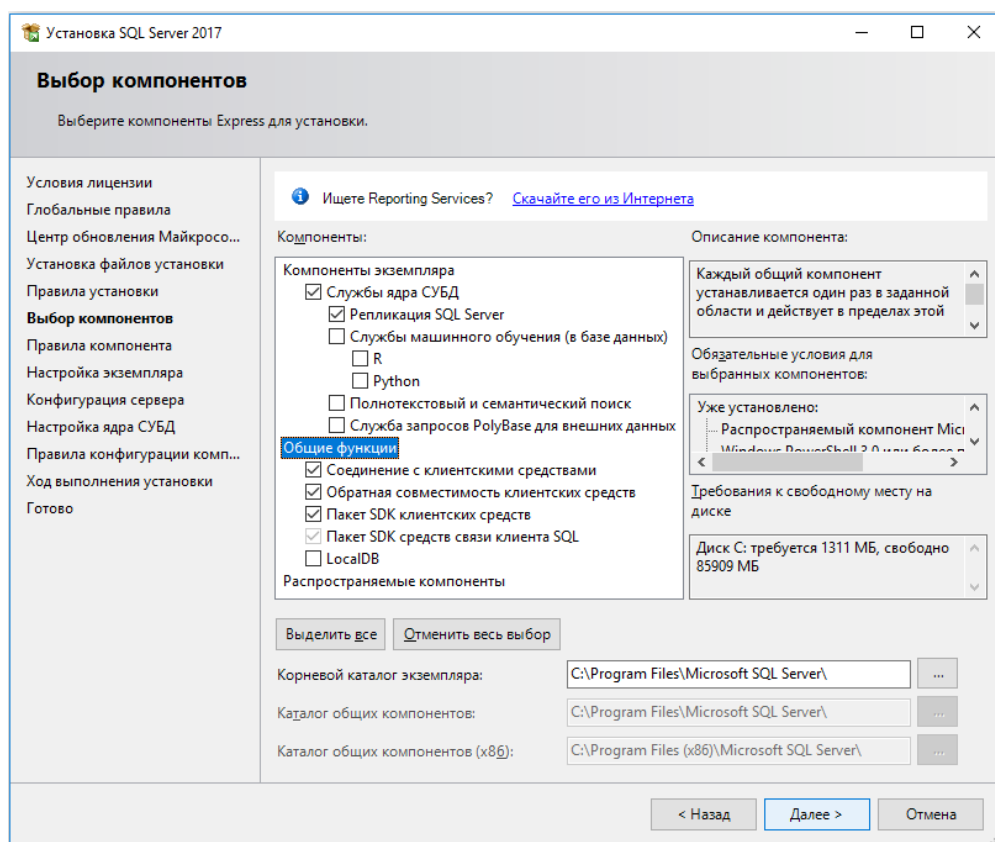 Установка SQL Server 2017
Выбор компонентов
Выберите компоненты Express для установки.
Условия лицензии
Глобальные правила
Центр обновления Майкросо...
Установка файлов установки
Правила установки
Выбор компонентов
Правила компонента
Настройка экземпляра
Конфигурация сервера
Настройка ядра СУБД
Правила конфигурации комп...
Ход выполнения установки
Готово
Ищете Reporting Services? Скачайте его из Интернета
Компоненты:
Компоненты экземпляра
Службы ядра СУБД
Репликация SQL Server
Службы машинного обучения (в базе данных)
R
Python
Полнотекстовый и семантический поиск
Служба запросов PolyBase для внешних данных
Общие функции
Соединение с клиентскими средствами
Обратная совместимость клиентских средств
Пакет SDK клиентских средств
Пакет SDK средств связи клиента SQL
LocalDB
Распространяемые компоненты
Описание компонента:
Каждый общий компонент
устанавливается один раз в заданной
области и действует в пределах этой
Обязательные условия для
выбранных компонентов:
Уже установлено:
Распространяемый компонент Micı
Windows PowerShell 3.0 или более п
Требования к свободному месту на
диске
Диск C: требуется 1311 МБ, свободно
85909 МБ
Выделить все
Отменить весь выбор
Корневой каталог экземпляра:
C:\Program Files\Microsoft SQL Server\
...
Каталог общих компонентов:
C:\Program Files\Microsoft SQL Server\
...
Каталог общих компонентов (x86):
C:\Program Files (x86)\Microsoft SQL Server\
...
< Назад
Далее >
Отмена